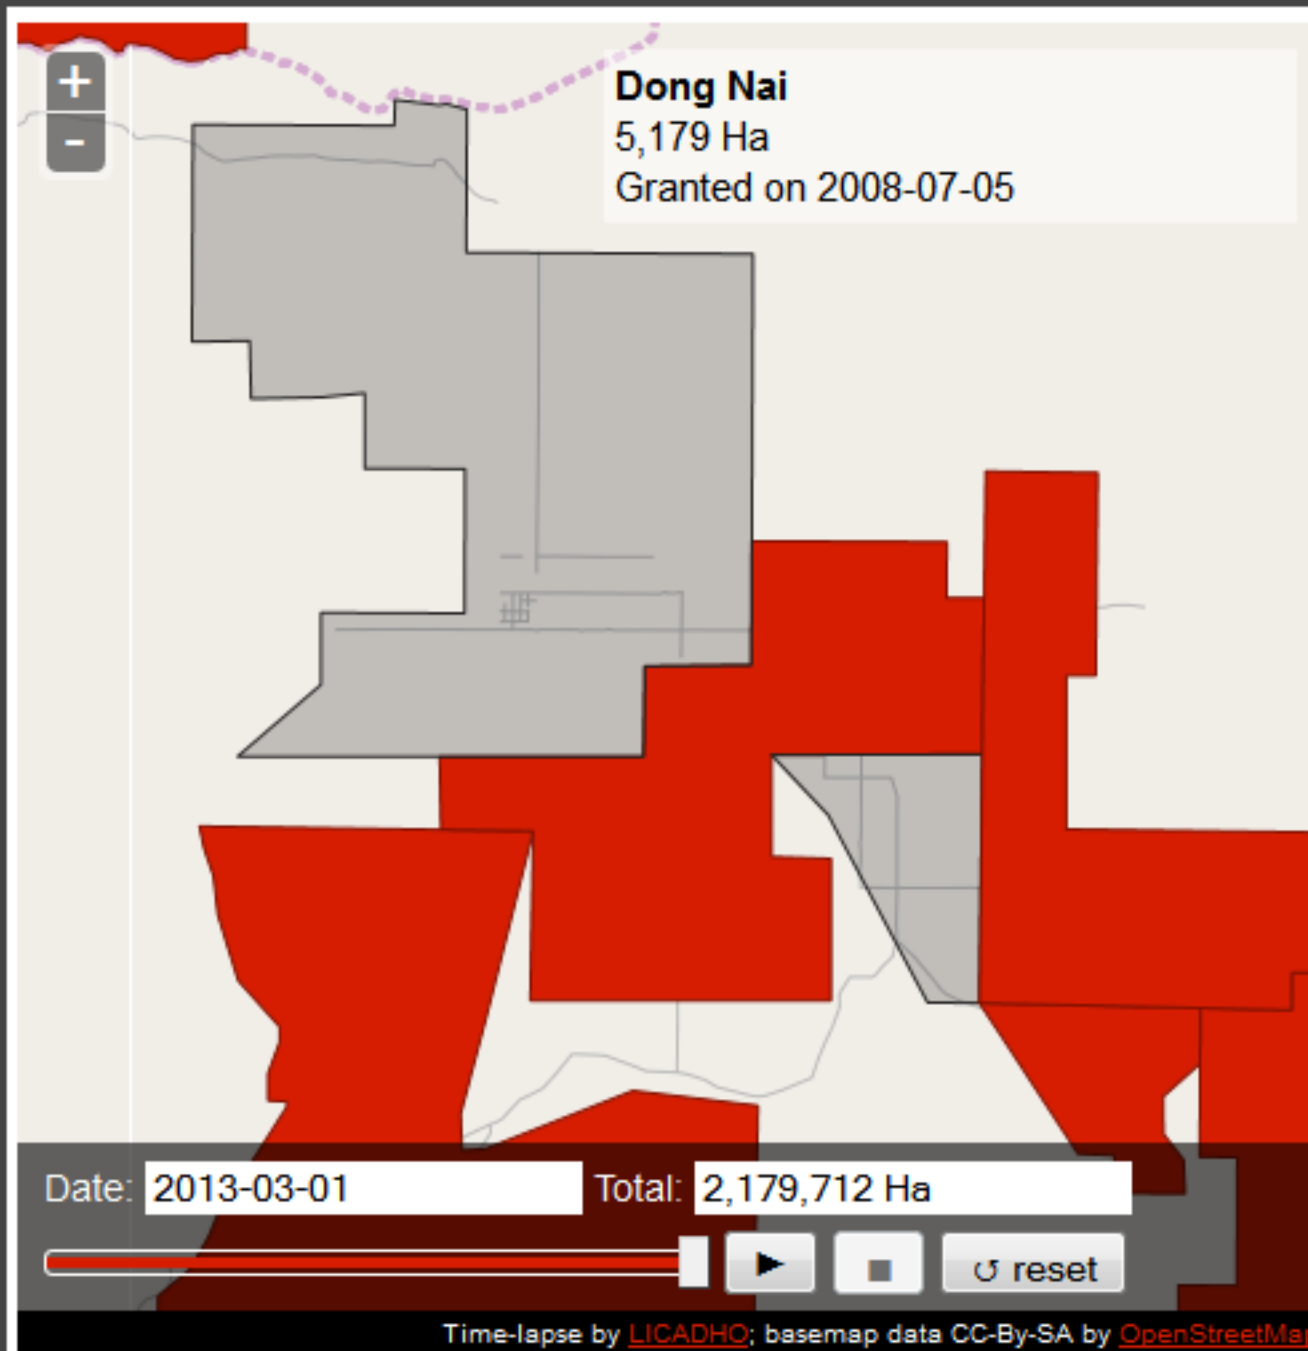 +
-
Dong Nai
5,179 Ha
Granted on 2008-07-05
Date: 2013-03-01 Total: 2,179,712 Ha
↺ reset
Time-lapse by LICADHO; basemap data CC-By-SA by OpenStreetMap